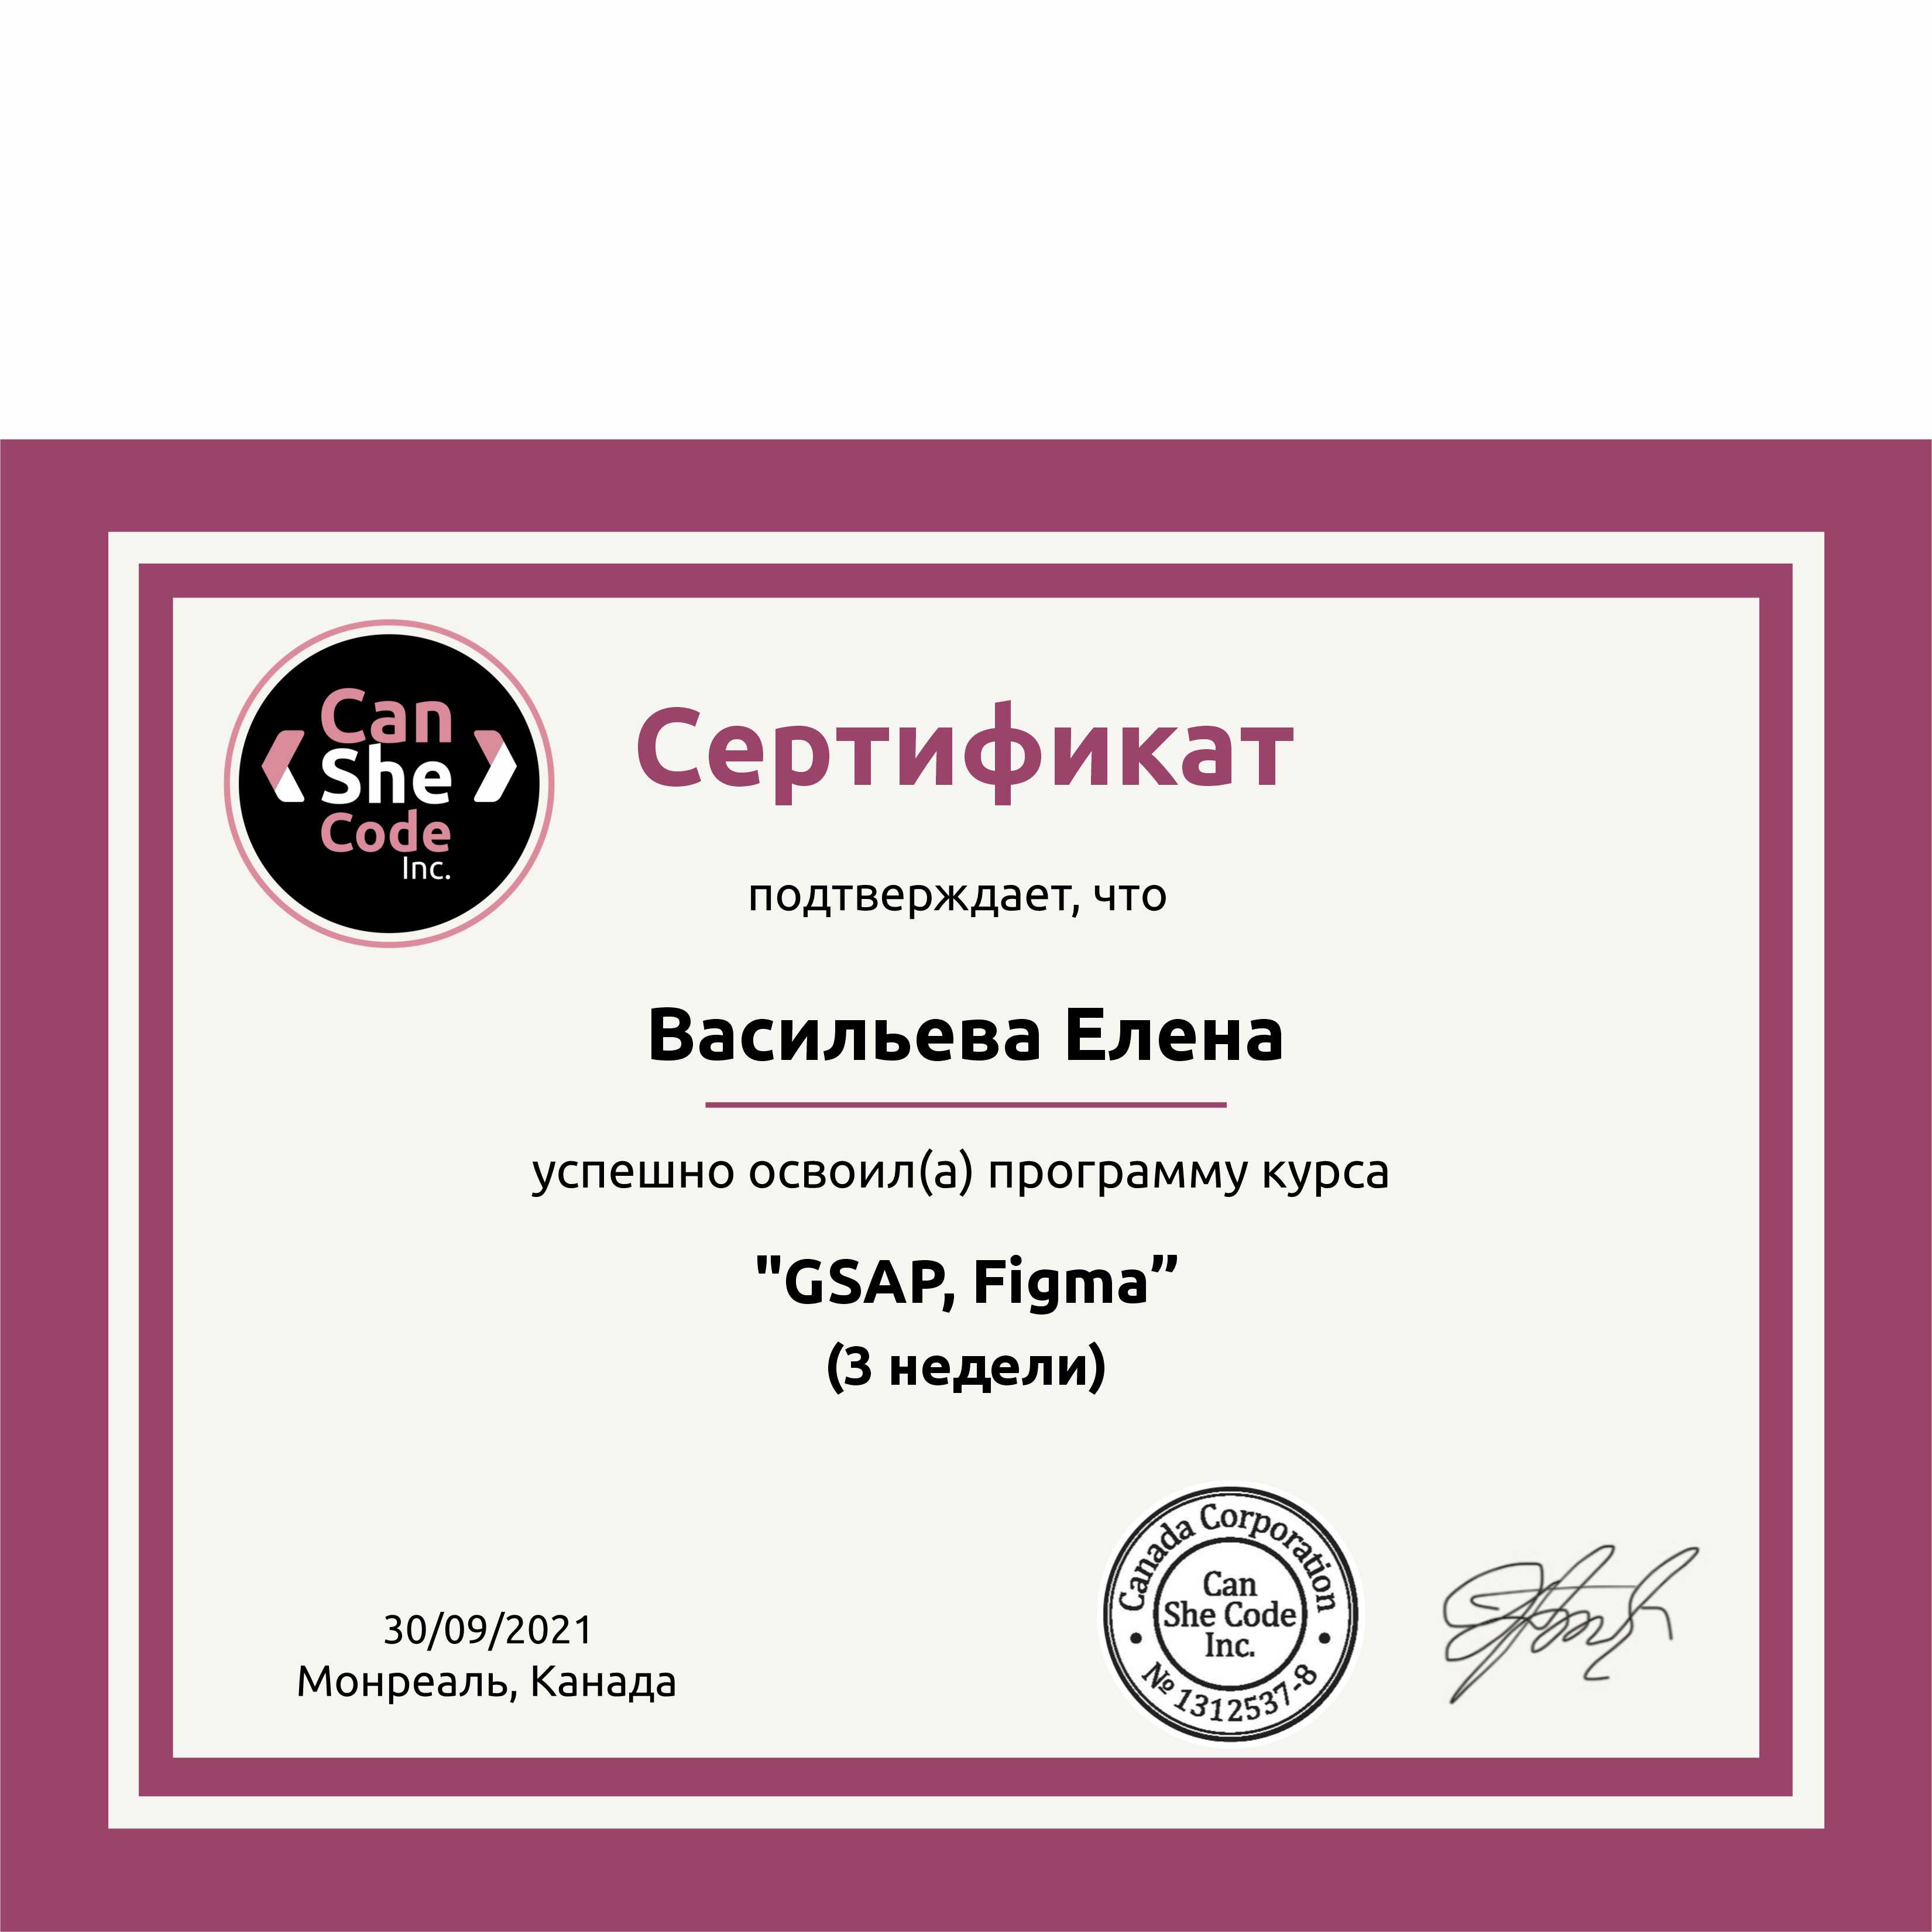 Can
She
Code
Inc.
Сертификат
подтверждает, что
Васильева Елена
успешно освоил(а) программу курса
"GSAP, Figma”
(3 недели)
30/09/2021
Монреаль, Канада
Canada Corporation
Can
She Code
Inc.
№ 1312537-8